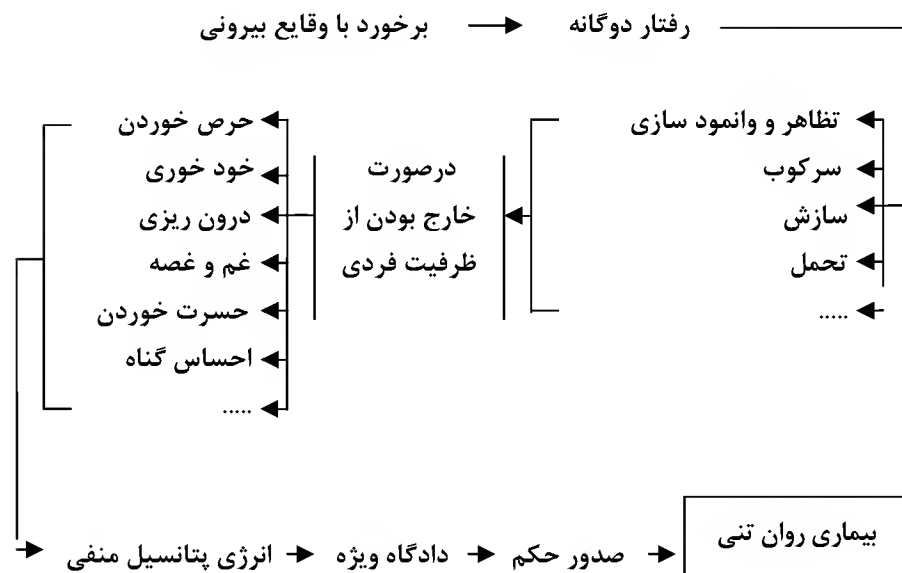 برخورد با وقایع بیرونی
رفتار دوگانه
تظاهر و وانمود سازی
سرکوب
سازش
تحمل
.....
درصورت
خارج بودن از
ظرفیت فردی
حرص خوردن
خود خوری
درون ریزی
غم و غصه
حسرت خوردن
احساس گناه
.....
انرژی پتانسیل منفی
دادگاه ویژه
صدور حکم
بیماری روان تنی